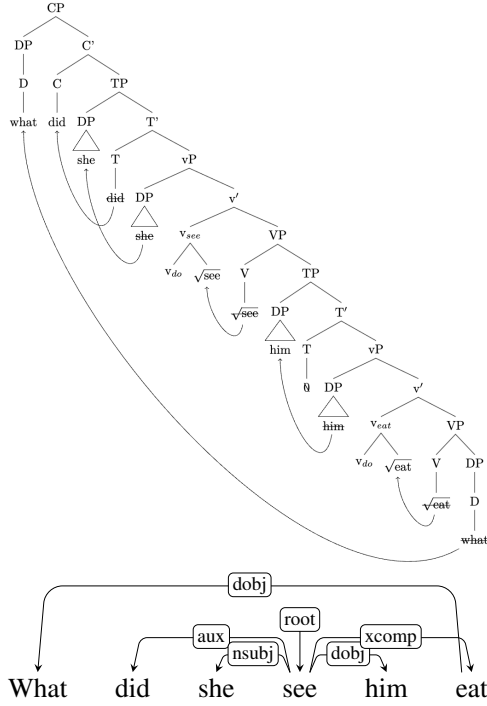 CP
DP C’
D C TP
what did DP T’
she T vP
did DP v′
she v_see VP
v_do √see V TP
√see DP T′
him T vP
∅ DP v′
him v_eat VP
v_do √eat V DP
√eat D
what
dobj
root
aux xcomp
nsubj dobj
What did she see him eat